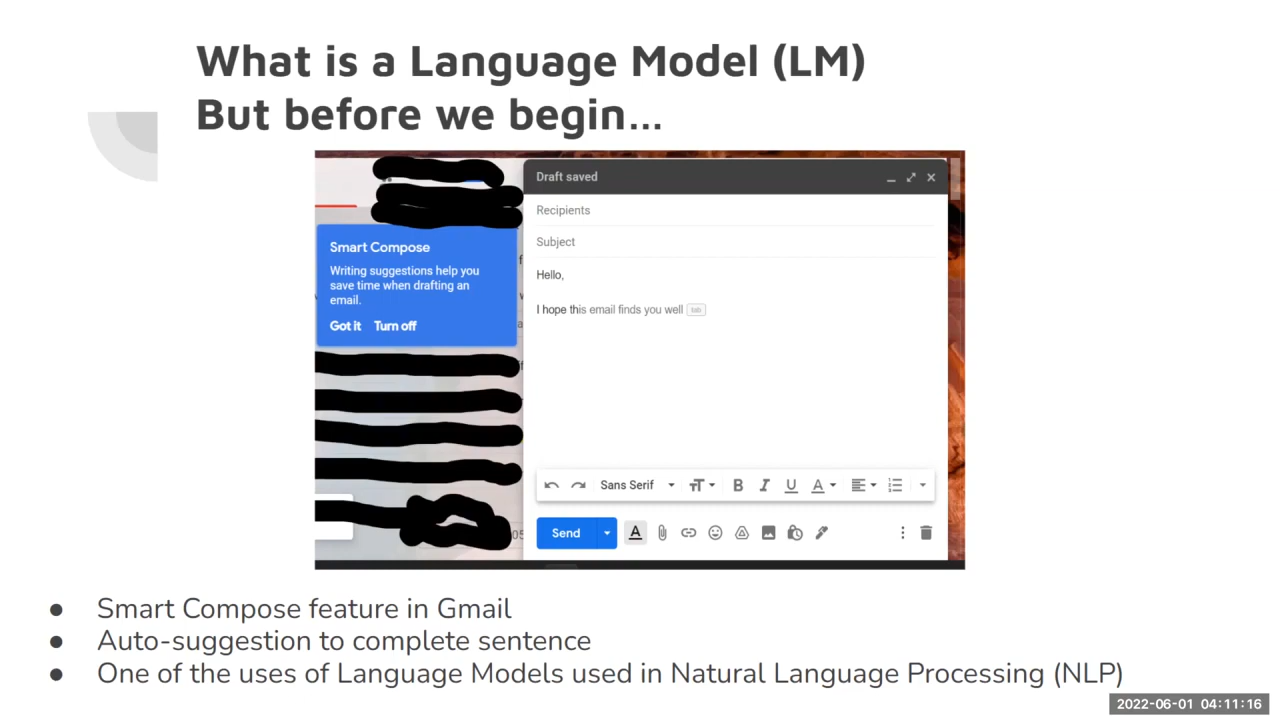 What is a Language Model (LM)
But before we begin...
Draft saved
Recipients
Subject
Smart Compose
Writing suggestions help you
save time when drafting an
email.
Got it Turn off
Hello,
I hope this email finds you well tab
Sans Serif
B I U A
Send A
● Smart Compose feature in Gmail
● Auto-suggestion to complete sentence
● One of the uses of Language Models used in Natural Language Processing (NLP)
2022-06-01 04:11:16